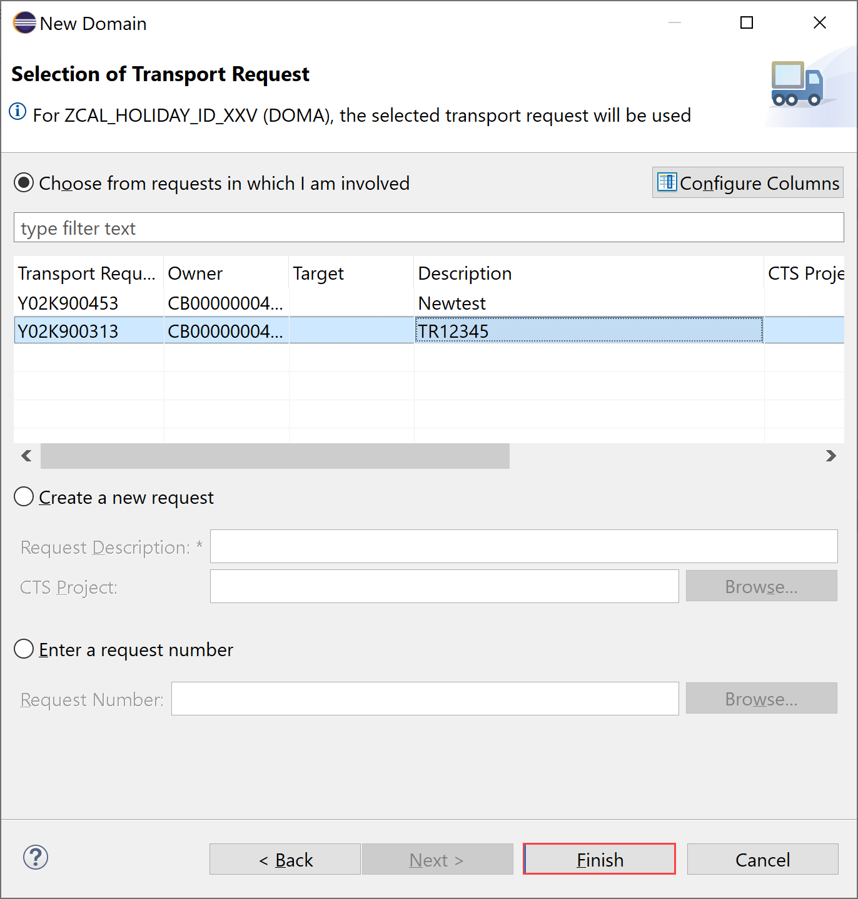 New Domain
Selection of Transport Request
For ZCAL_HOLIDAY_ID_XXV (DOMA), the selected transport request will be used
Choose from requests in which I am involved
Configure Columns
type filter text
Transport Requ... Owner Target Description CTS Proje
Y02K900453 CB00000004... Newtest
Y02K900313 CB00000004... TR12345
Create a new request
Request Description: *
CTS Project: Browse...
Enter a request number
Request Number: Browse...
? < Back Next > Finish Cancel